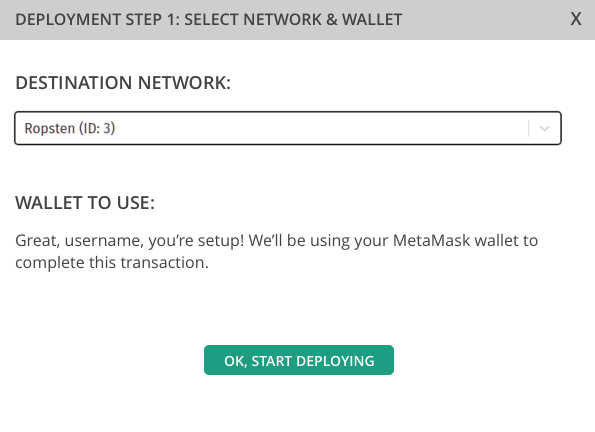 DEPLOYMENT STEP 1: SELECT NETWORK & WALLET X
DESTINATION NETWORK:
Ropsten (ID: 3)
WALLET TO USE:
Great, username, you’re setup! We’ll be using your MetaMask wallet to
complete this transaction.
OK, START DEPLOYING